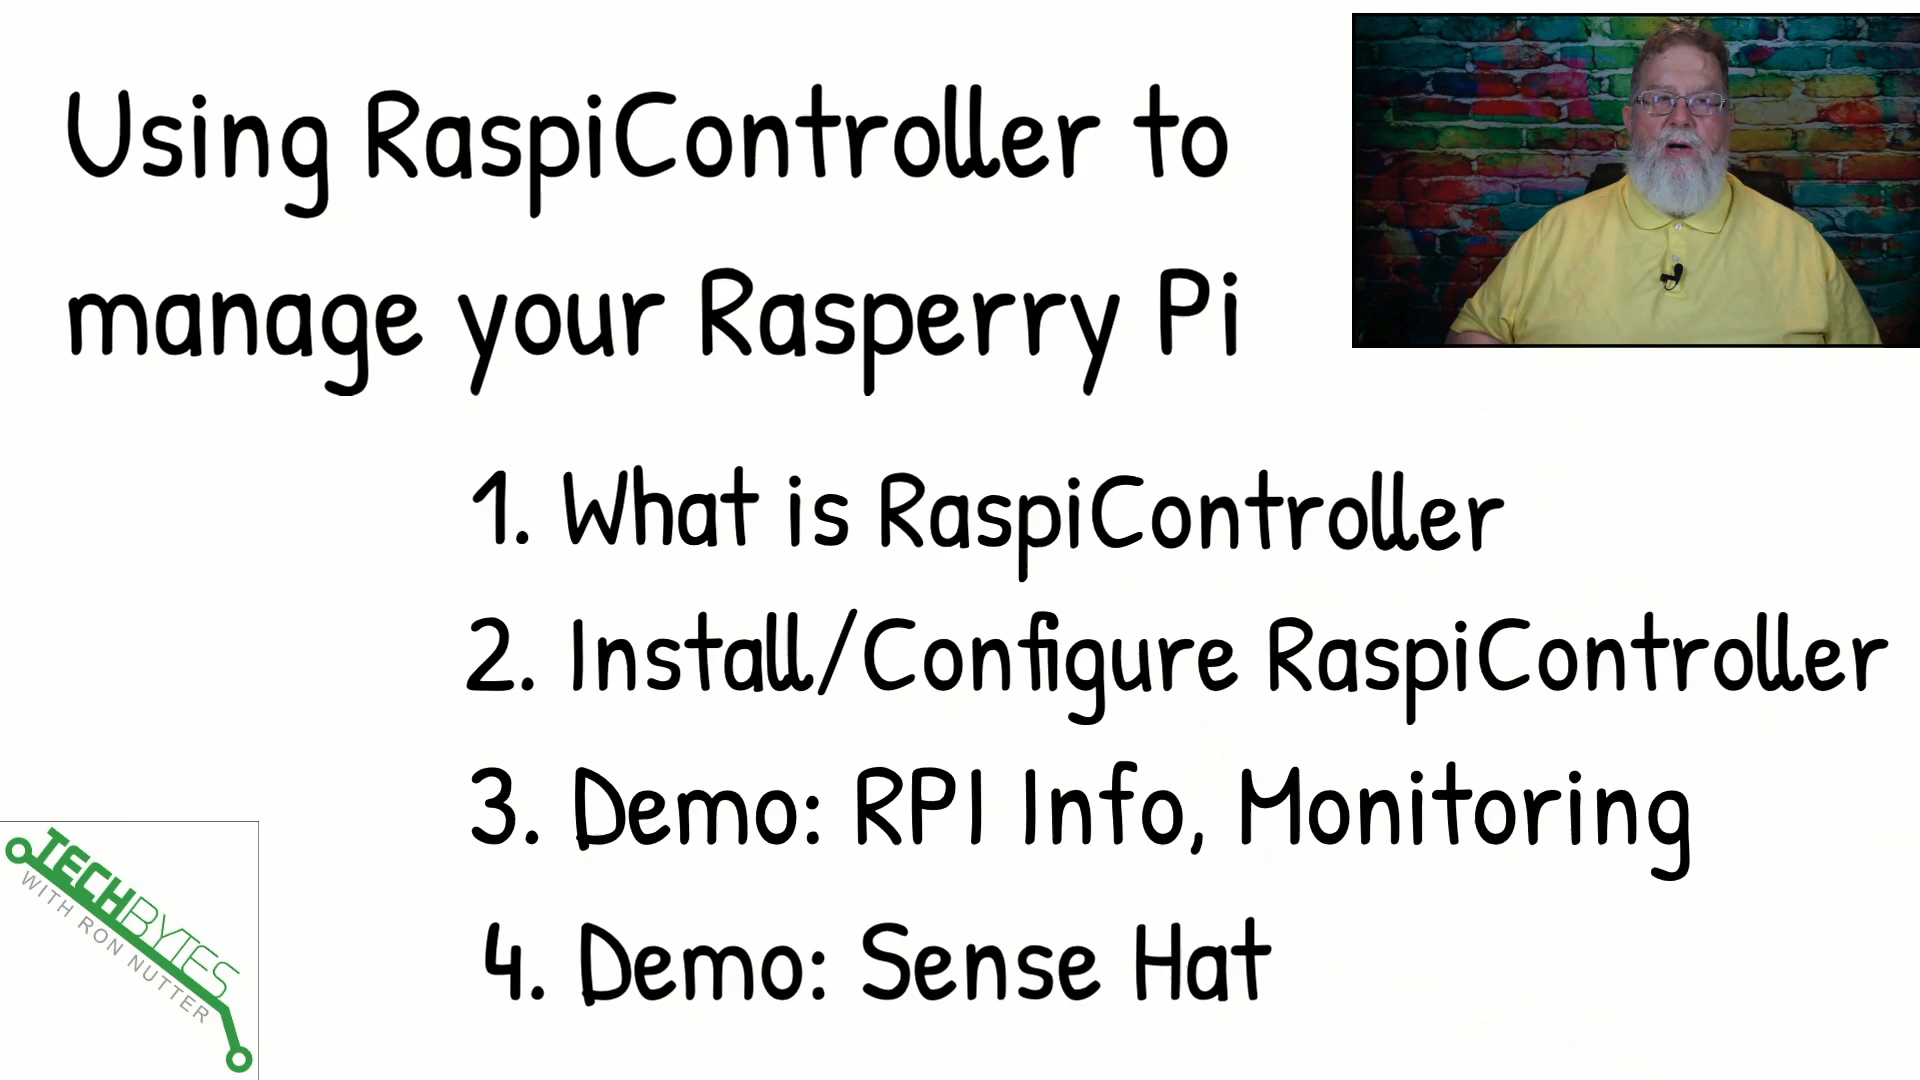 Using RaspiController to
manage your Rasperry Pi
1. What is RaspiController
2. Install/Configure RaspiController
3. Demo: RPI Info, Monitoring
4. Demo: Sense Hat
TECHBYTES
WITH RON NUTTER